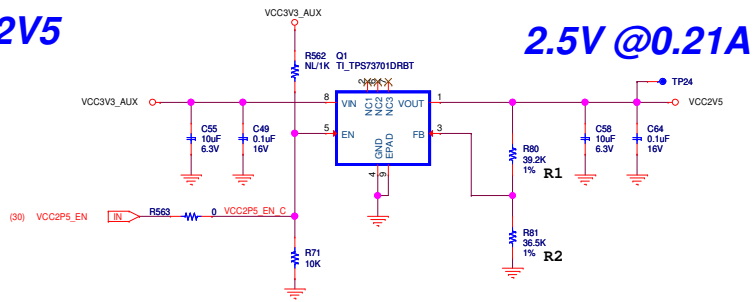 2V5
VCC3V3_AUX
2.5V @0.21A
R562
NL/1K
Q1
TI_TPS73701DRBT
TP24
VCC3V3_AUX
8
VIN
NC1
NC2
NC3
VOUT
1
VCC2V5
5
EN
GND
EPAD
FB
3
4
9
C55
10uF
6.3V
C49
0.1uF
16V
R80
39.2K
1%
R1
C58
10uF
6.3V
C64
0.1uF
16V
(30) VCC2P5_EN
IN
R563
0
VCC2P5_EN_C
R71
10K
R81
36.5K
1%
R2